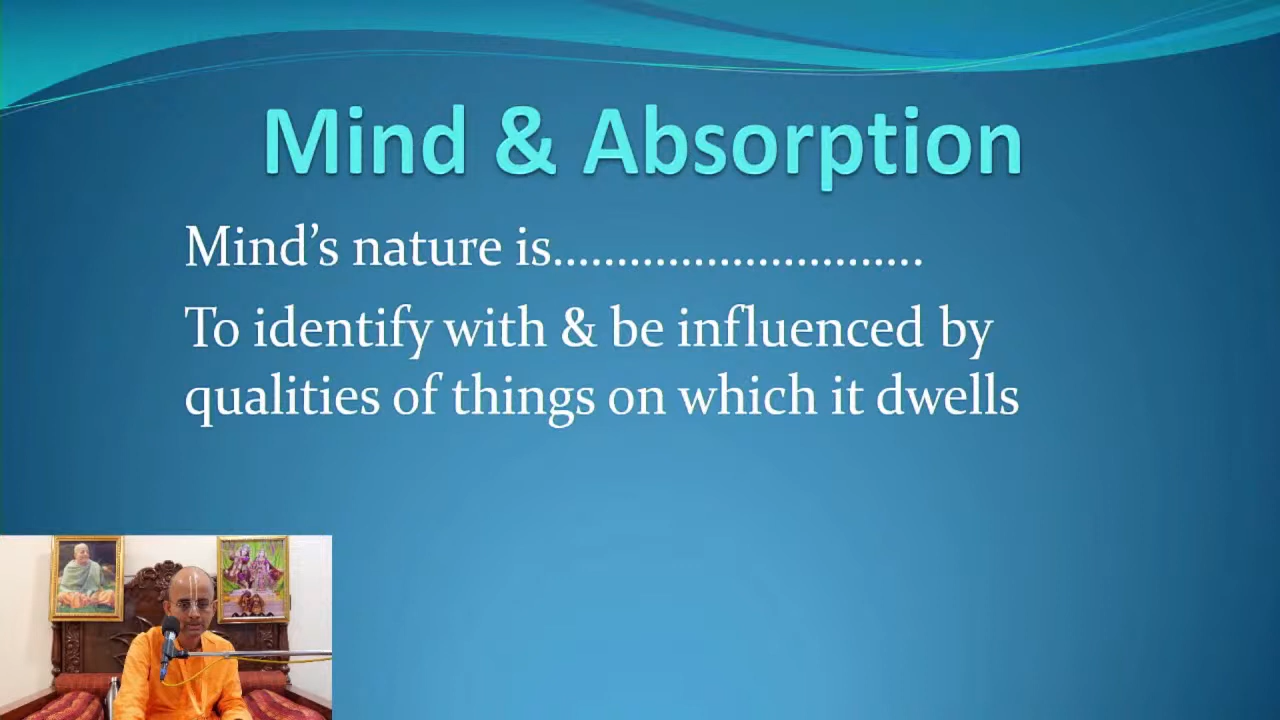 Mind & Absorption
Mind’s nature is.............................
To identify with & be influenced by
qualities of things on which it dwells